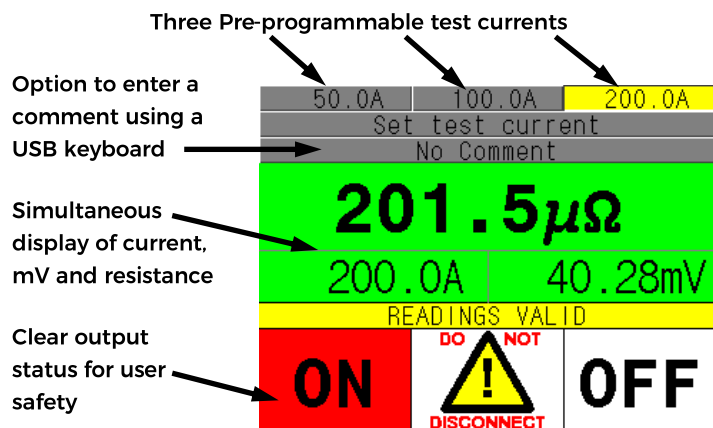 Three Pre-programmable test currents
Option to enter a
comment using a
USB keyboard
50.0A 100.0A 200.0A
Set test current
No Comment
201.5μΩ
Simultaneous
display of current,
mV and resistance
200.0A 40.28mV
READINGS VALID
Clear output
status for user
safety
ON
DO NOT
!
DISCONNECT
OFF